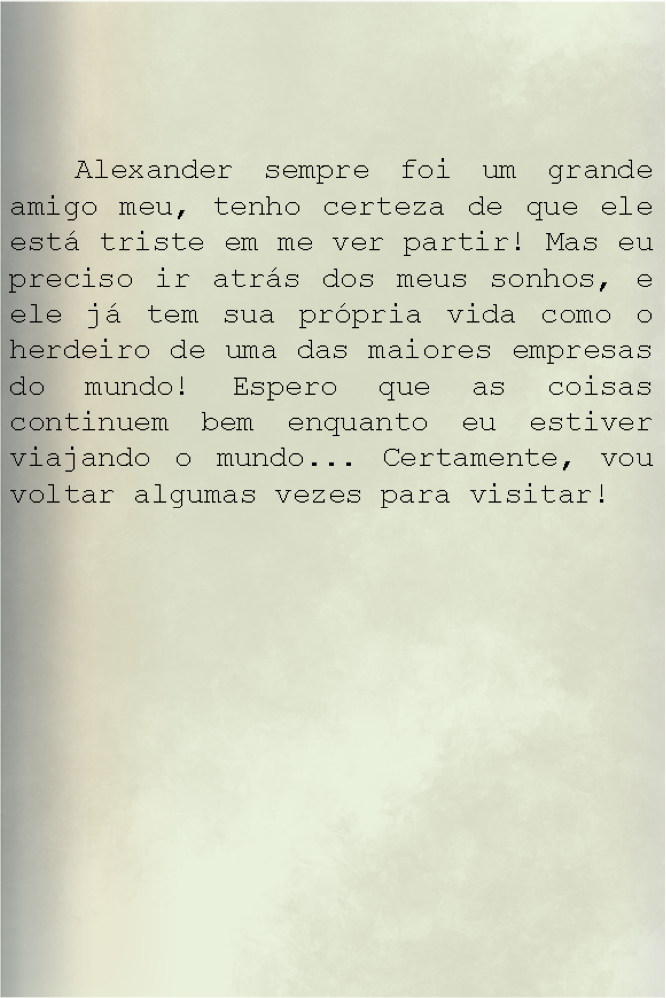 Alexander sempre foi um grande
amigo meu, tenho certeza de que ele
está triste em me ver partir! Mas eu
preciso ir atrás dos meus sonhos, e
ele já tem sua própria vida como o
herdeiro de uma das maiores empresas
do mundo! Espero que as coisas
continuem bem enquanto eu estiver
viajando o mundo... Certamente, vou
voltar algumas vezes para visitar!